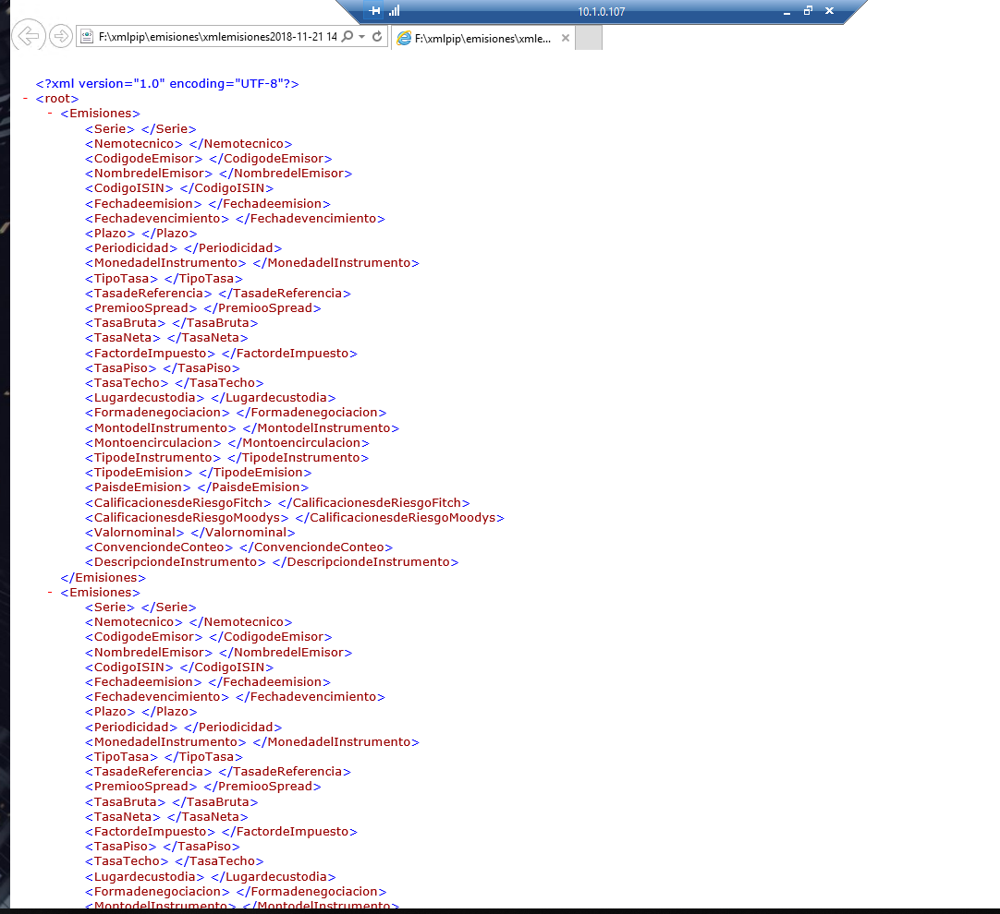 10.1.0.107
F:\xmlpip\emisiones\xmlemisiones2018-11-21 14
F:\xmlpip\emisiones\xmle...
<?xml version="1.0" encoding="UTF-8"?>
- <root>
- <Emisiones>
<Serie> </Serie>
<Nemotecnico> </Nemotecnico>
<CodigodeEmisor> </CodigodeEmisor>
<NombredelEmisor> </NombredelEmisor>
<CodigoISIN> </CodigoISIN>
<Fechadeemision> </Fechadeemision>
<Fechadevencimiento> </Fechadevencimiento>
<Plazo> </Plazo>
<Periodicidad> </Periodicidad>
<MonedadelInstrumento> </MonedadelInstrumento>
<TipoTasa> </TipoTasa>
<TasadeReferencia> </TasadeReferencia>
<PremiooSpread> </PremiooSpread>
<TasaBruta> </TasaBruta>
<TasaNeta> </TasaNeta>
<FactordeImpuesto> </FactordeImpuesto>
<TasaPiso> </TasaPiso>
<TasaTecho> </TasaTecho>
<Lugardecustodia> </Lugardecustodia>
<Formadenegociacion> </Formadenegociacion>
<MontodelInstrumento> </MontodelInstrumento>
<Montoencirculacion> </Montoencirculacion>
<TipodeInstrumento> </TipodeInstrumento>
<TipodeEmision> </TipodeEmision>
<PaisdeEmision> </PaisdeEmision>
<CalificacionesdeRiesgoFitch> </CalificacionesdeRiesgoFitch>
<CalificacionesdeRiesgoMoodys> </CalificacionesdeRiesgoMoodys>
<Valornominal> </Valornominal>
<ConvenciondeConteo> </ConvenciondeConteo>
<DescripciondeInstrumento> </DescripciondeInstrumento>
</Emisiones>
- <Emisiones>
<Serie> </Serie>
<Nemotecnico> </Nemotecnico>
<CodigodeEmisor> </CodigodeEmisor>
<NombredelEmisor> </NombredelEmisor>
<CodigoISIN> </CodigoISIN>
<Fechadeemision> </Fechadeemision>
<Fechadevencimiento> </Fechadevencimiento>
<Plazo> </Plazo>
<Periodicidad> </Periodicidad>
<MonedadelInstrumento> </MonedadelInstrumento>
<TipoTasa> </TipoTasa>
<TasadeReferencia> </TasadeReferencia>
<PremiooSpread> </PremiooSpread>
<TasaBruta> </TasaBruta>
<TasaNeta> </TasaNeta>
<FactordeImpuesto> </FactordeImpuesto>
<TasaPiso> </TasaPiso>
<TasaTecho> </TasaTecho>
<Lugardecustodia> </Lugardecustodia>
<Formadenegociacion> </Formadenegociacion>
<MontodelInstrumento> </MontodelInstrumento>